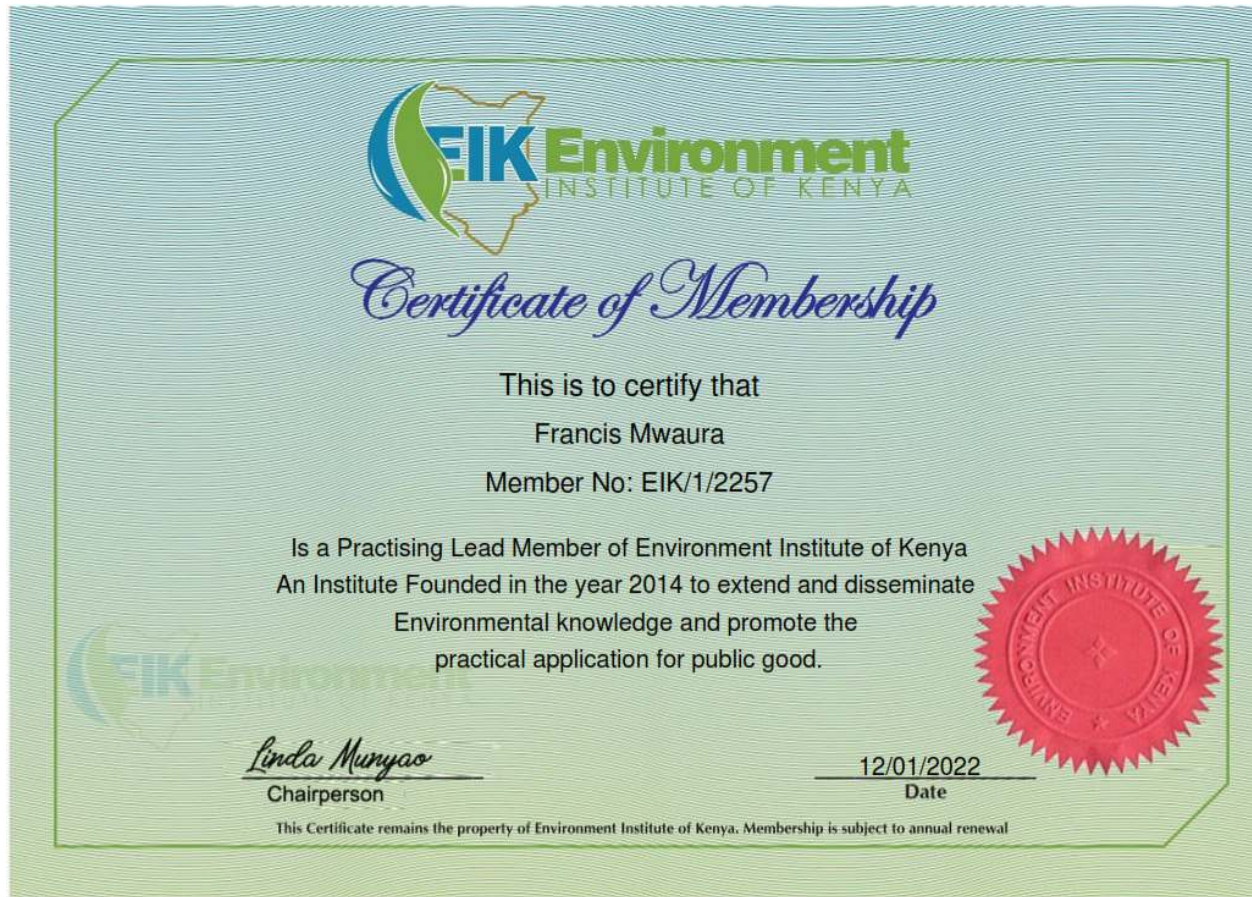 EIK Environment
INSTITUTE OF KENYA
Certificate of Membership
This is to certify that
Francis Mwaura
Member No: EIK/1/2257
Is a Practising Lead Member of Environment Institute of Kenya
An Institute Founded in the year 2014 to extend and disseminate
Environmental knowledge and promote the
practical application for public good.
ENVIRONMENT INSTITUTE OF KENYA
EIK Environment
Linda Munyao
Chairperson
12/01/2022
Date
This Certificate remains the property of Environment Institute of Kenya. Membership is subject to annual renewal